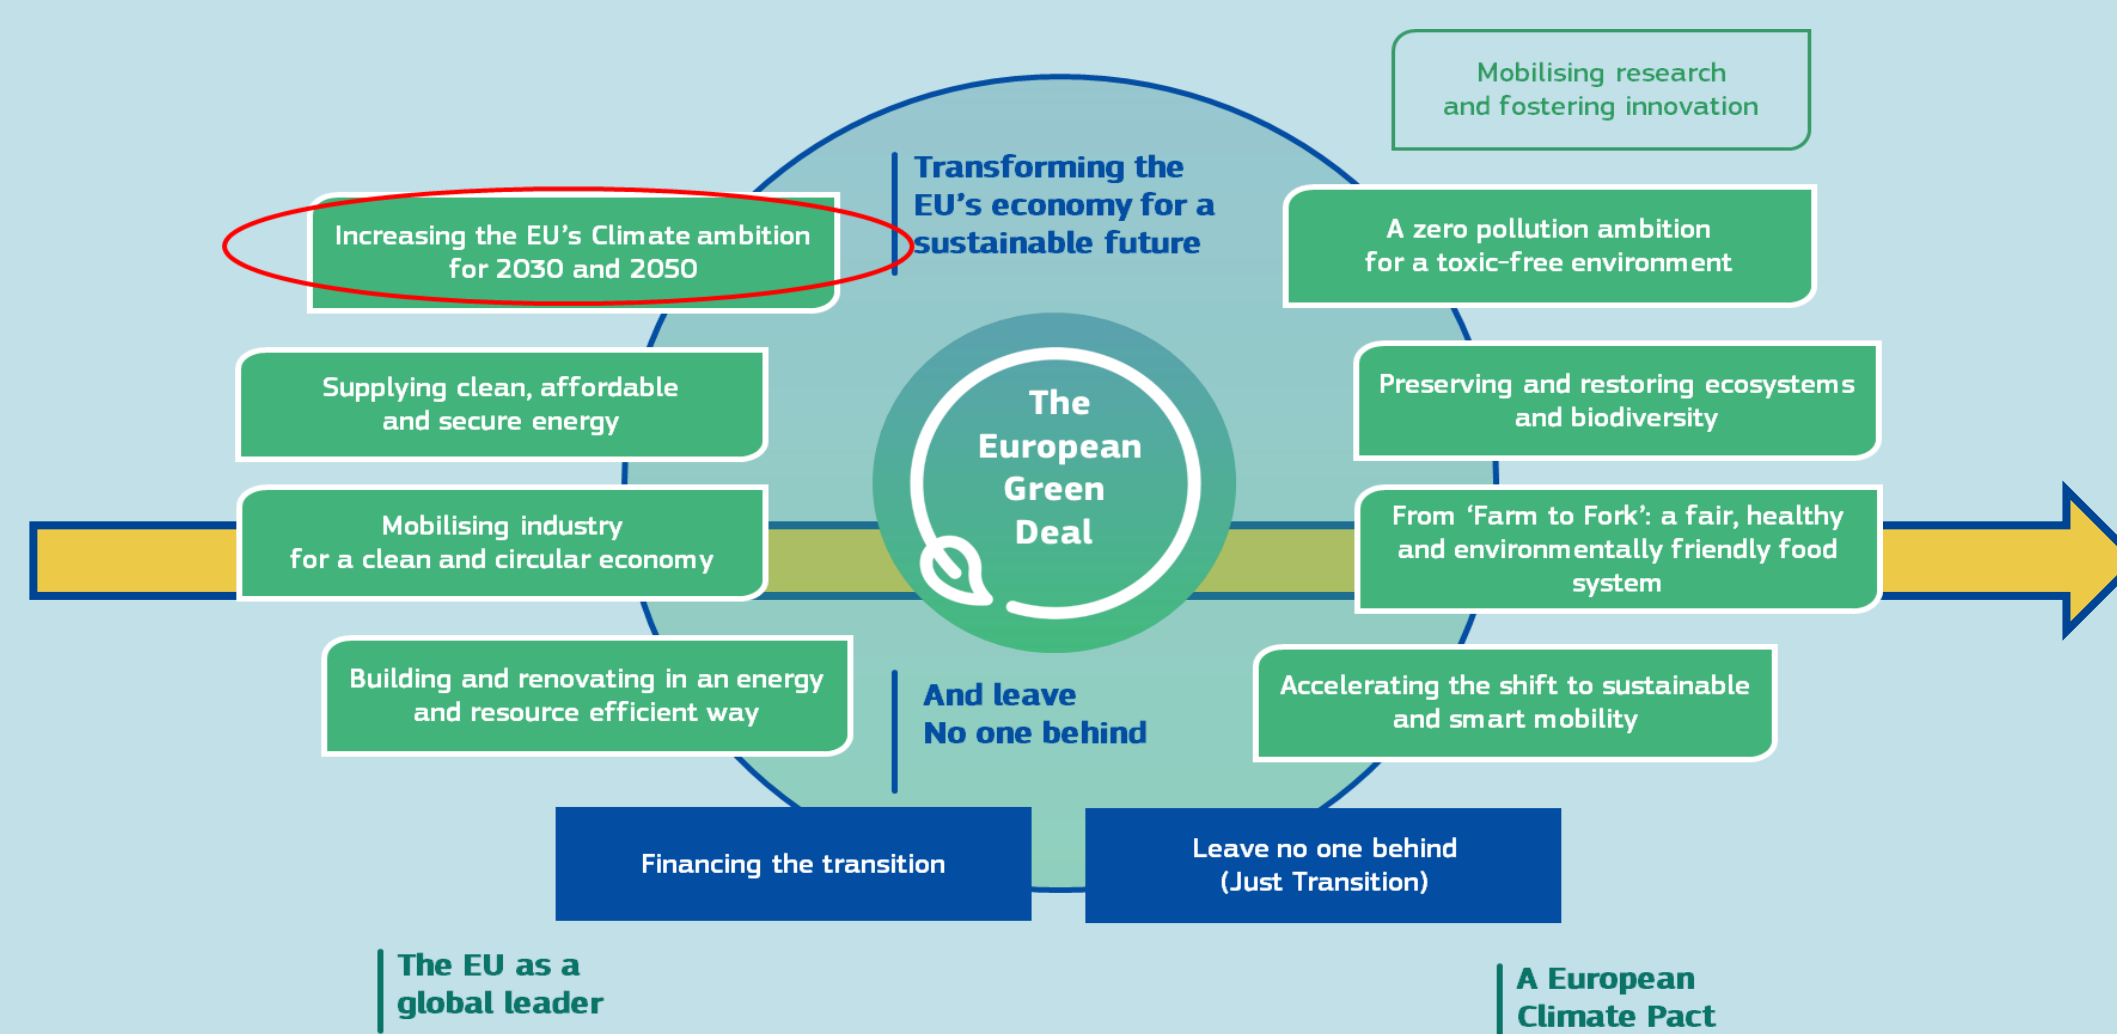 Mobilising research
and fostering innovation
Transforming the
EU's economy for a
sustainable future
Increasing the EU's Climate ambition
for 2030 and 2050
A zero pollution ambition
for a toxic-free environment
Supplying clean, affordable
and secure energy
Preserving and restoring ecosystems
and biodiversity
The
European
Green
Deal
Mobilising industry
for a clean and circular economy
From ‘Farm to Fork’: a fair, healthy
and environmentally friendly food
system
Building and renovating in an energy
and resource efficient way
And leave
No one behind
Accelerating the shift to sustainable
and smart mobility
Financing the transition
Leave no one behind
(Just Transition)
The EU as a
global leader
A European
Climate Pact